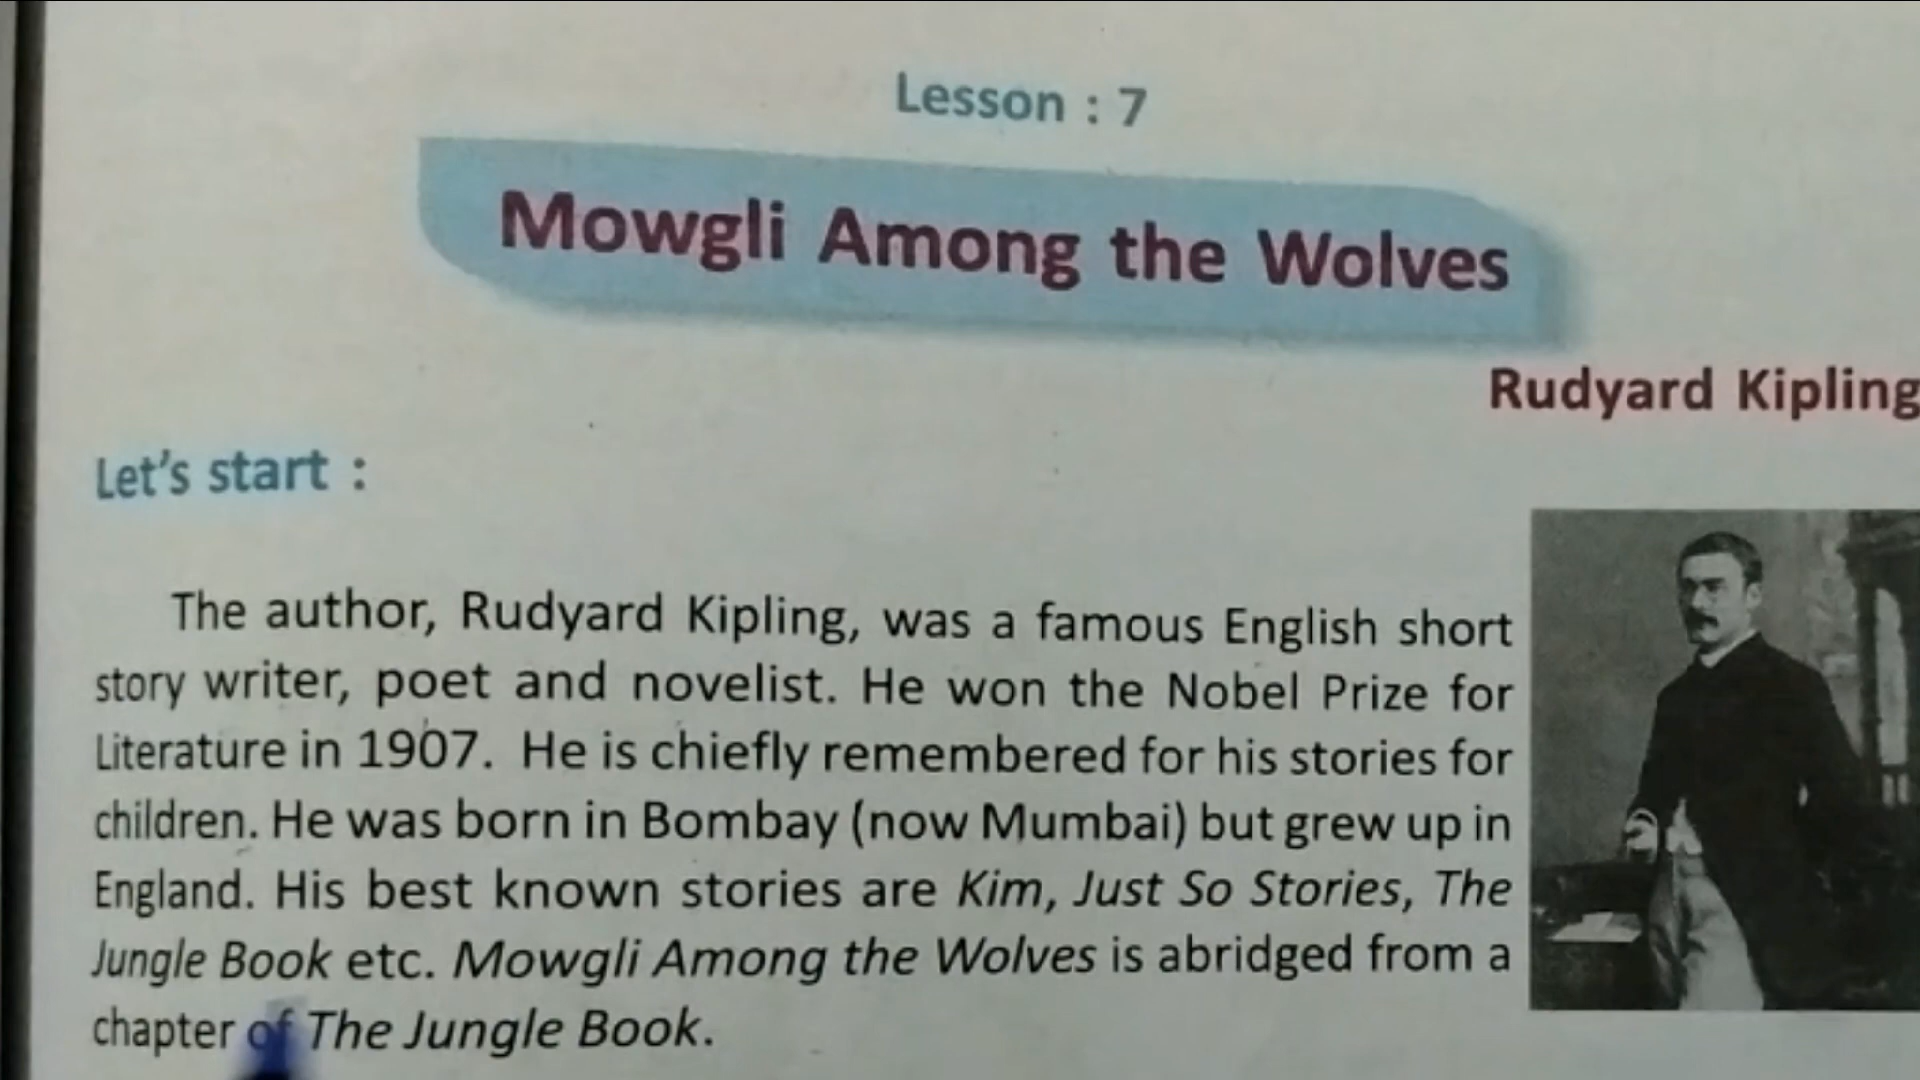 Lesson : 7
Mowgli Among the Wolves
Rudyard Kipling
Let's start :
The author, Rudyard Kipling, was a famous English short
story writer, poet and novelist. He won the Nobel Prize for
Literature in 1907. He is chiefly remembered for his stories for
children. He was born in Bombay (now Mumbai) but grew up in
England. His best known stories are Kim, Just So Stories, The
Jungle Book etc. Mowgli Among the Wolves is abridged from a
chapter of The Jungle Book.